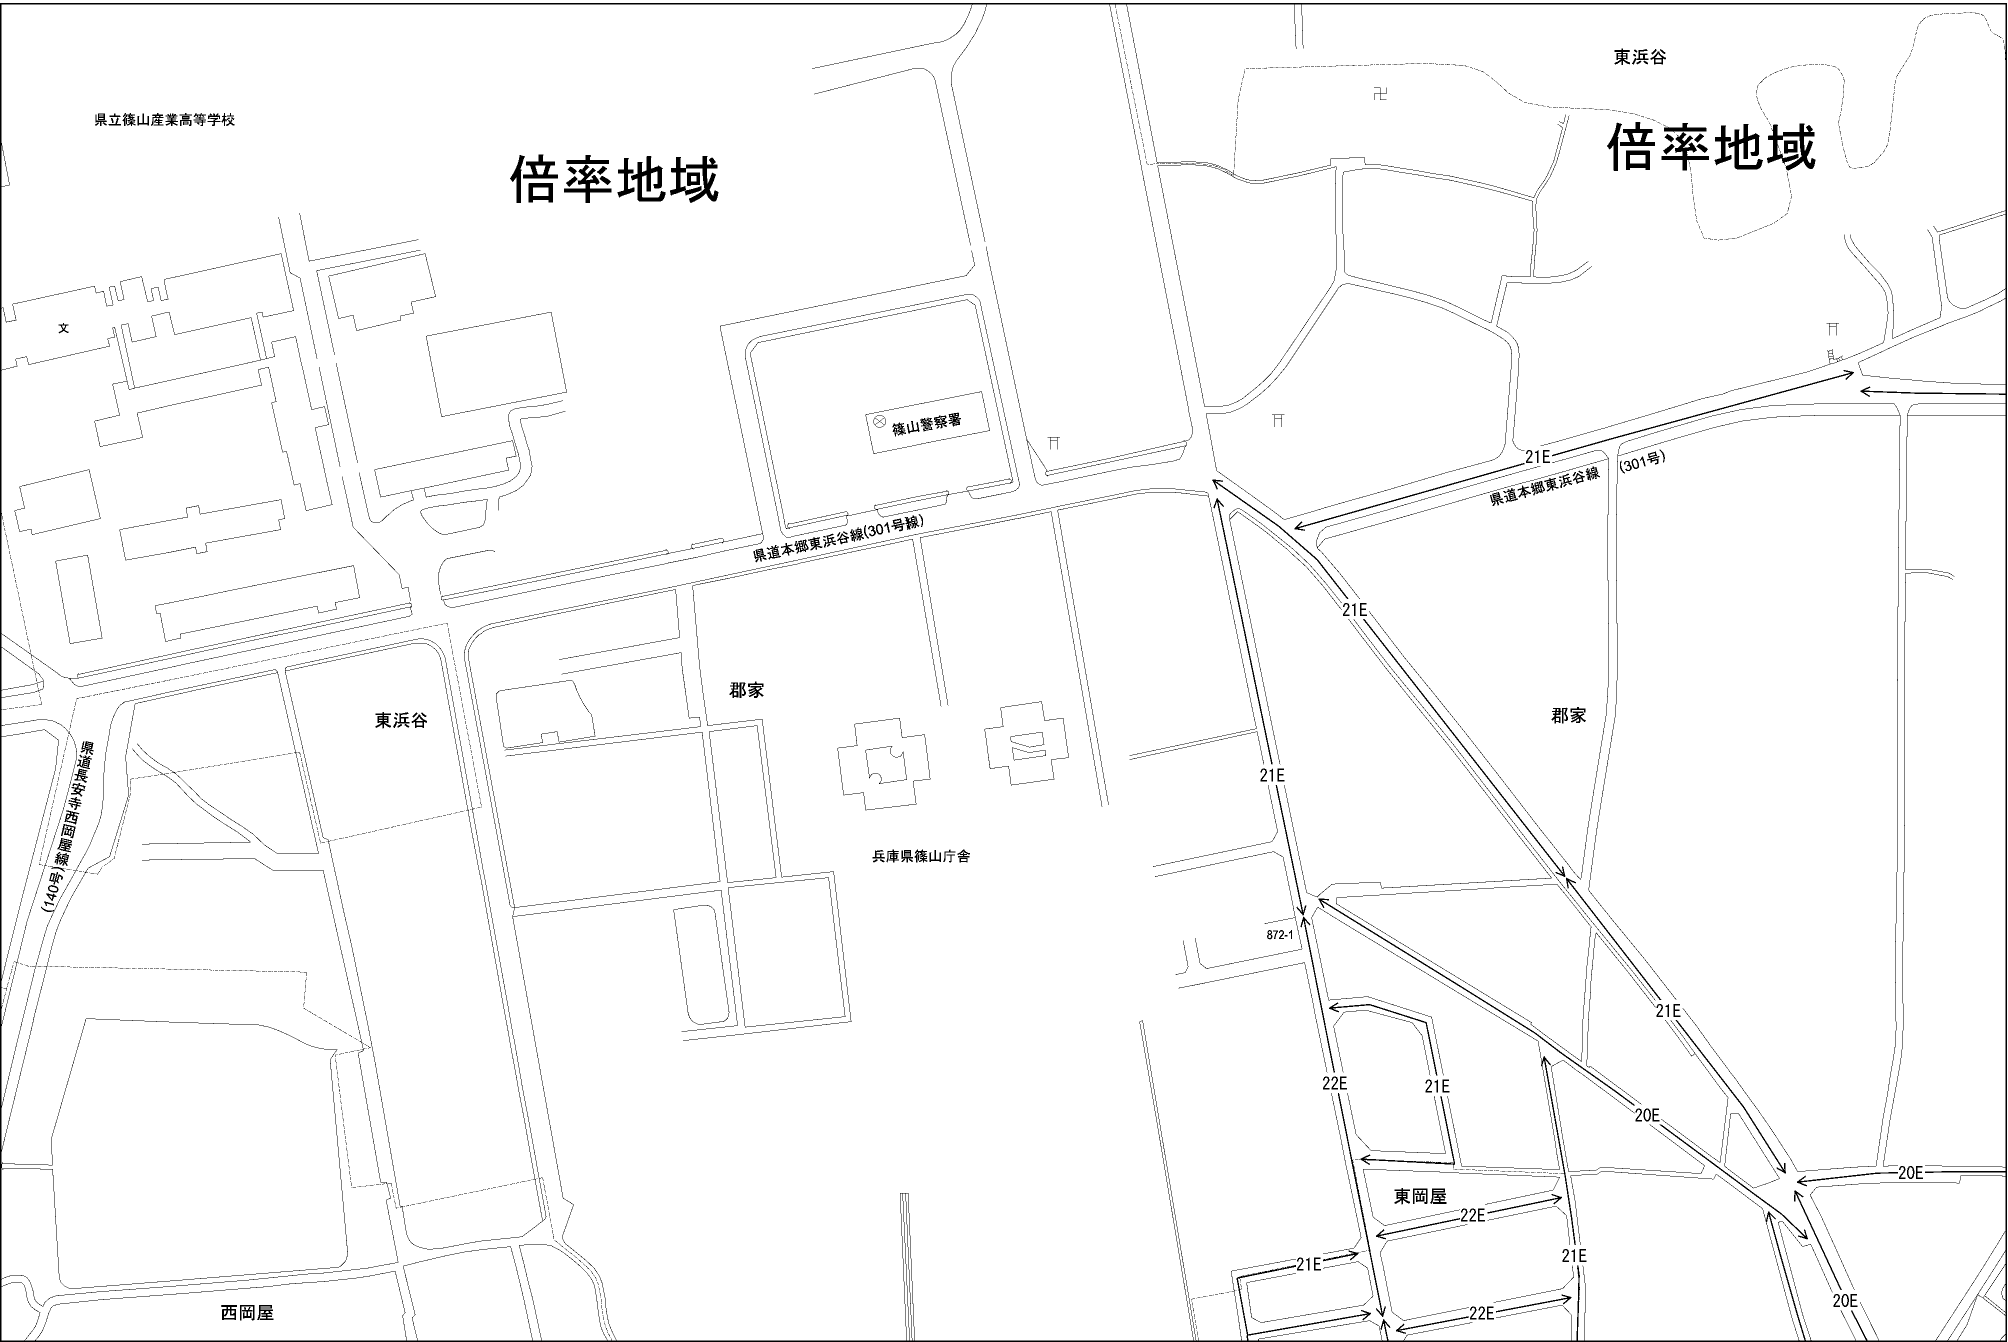 東浜谷
県立篠山産業高等学校
倍率地域
倍率地域
文
篠山警察署
21E
県道本郷東浜谷線 (301号)
県道本郷東浜谷線(301号線)
21E
郡家
東浜谷
郡家
県道長安寺西岡屋線
(140号)
21E
兵庫県篠山庁舎
872-1
21E
22E
21E
20E
20E
東岡屋
22E
21E
21E
20E
西岡屋
22E